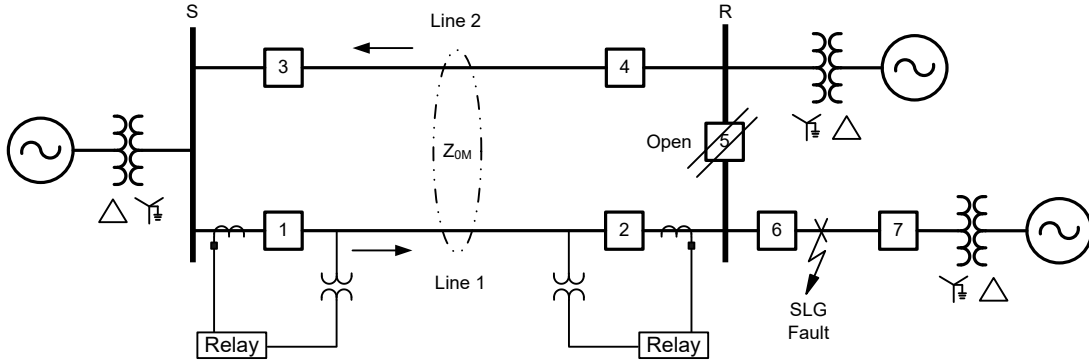 S
R
Line 2
3
4
Open
5
Z0M
1
2
6
7
Line 1
SLG
Fault
Relay
Relay